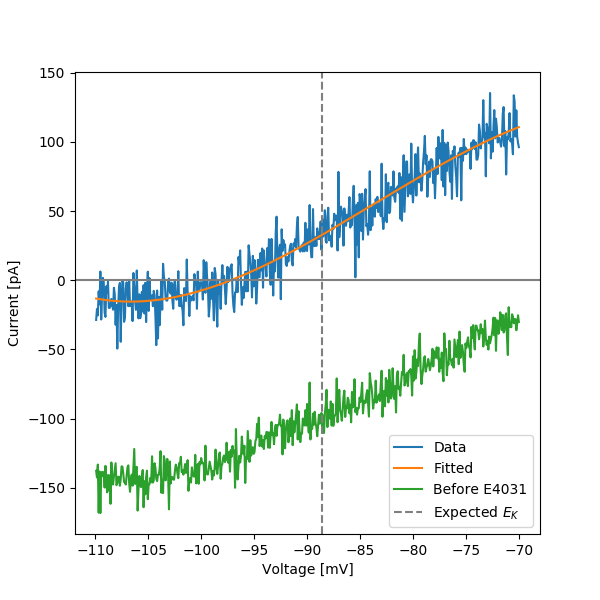 150
100
50
0
−50
−100
−150
Current [pA]
−110 −105 −100 −95 −90 −85 −80 −75 −70
Voltage [mV]
Data
Fitted
Before E4031
Expected E_K